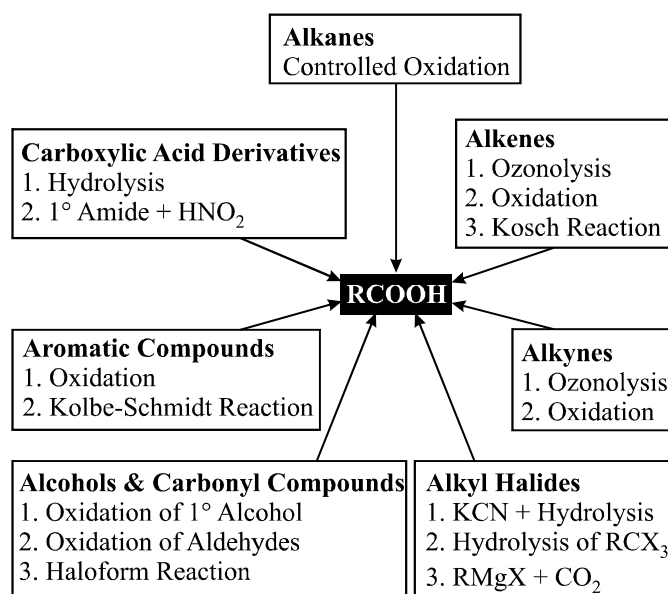 Alkanes
Controlled Oxidation
Carboxylic Acid Derivatives
1. Hydrolysis
2. 1° Amide + HNO₂
Alkenes
1. Ozonolysis
2. Oxidation
3. Kosch Reaction
RCOOH
Aromatic Compounds
1. Oxidation
2. Kolbe-Schmidt Reaction
Alkynes
1. Ozonolysis
2. Oxidation
Alcohols & Carbonyl Compounds
1. Oxidation of 1° Alcohol
2. Oxidation of Aldehydes
3. Haloform Reaction
Alkyl Halides
1. KCN + Hydrolysis
2. Hydrolysis of RCX₃
3. RMgX + CO₂